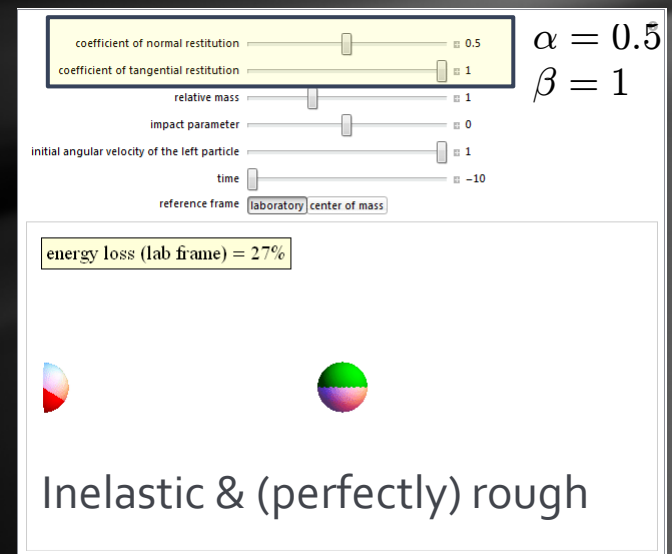 coefficient of normal restitution 0.5
coefficient of tangential restitution 1
relative mass 1
impact parameter 0
initial angular velocity of the left particle 1
time −10
reference frame laboratory center of mass
α = 0.5
β = 1
energy loss (lab frame) = 27%
Inelastic & (perfectly) rough